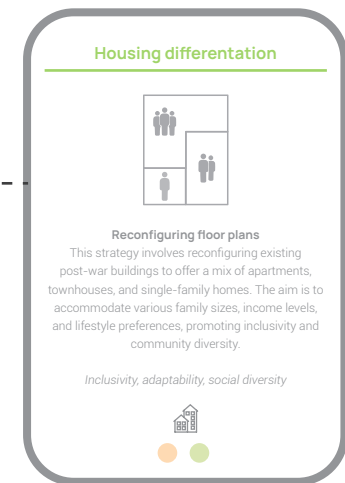 Housing differentation
Reconfiguring floor plans
This strategy involves reconfiguring existing
post-war buildings to offer a mix of apartments,
townhouses, and single-family homes. The aim is to
accommodate various family sizes, income levels,
and lifestyle preferences, promoting inclusivity and
community diversity.
Inclusivity, adaptability, social diversity